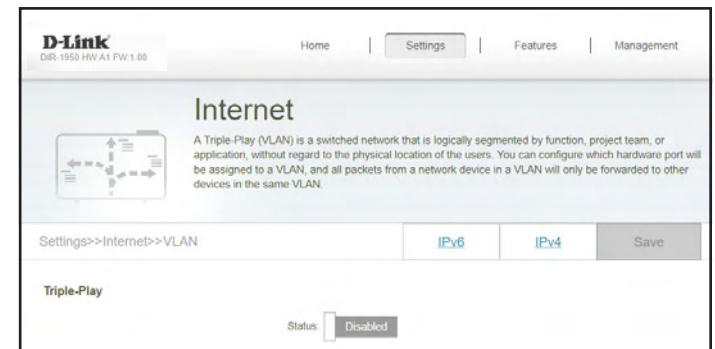 D-Link
DIR-1950 HW:A1 FW:1.00
Home | Settings | Features | Management
Internet
A Triple-Play (VLAN) is a switched network that is logically segmented by function, project team, or
application, without regard to the physical location of the users. You can configure which hardware port will
be assigned to a VLAN, and all packets from a network device in a VLAN will only be forwarded to other
devices in the same VLAN.
Settings>>Internet>>VLAN IPv6 IPv4 Save
Triple-Play
Status: Disabled